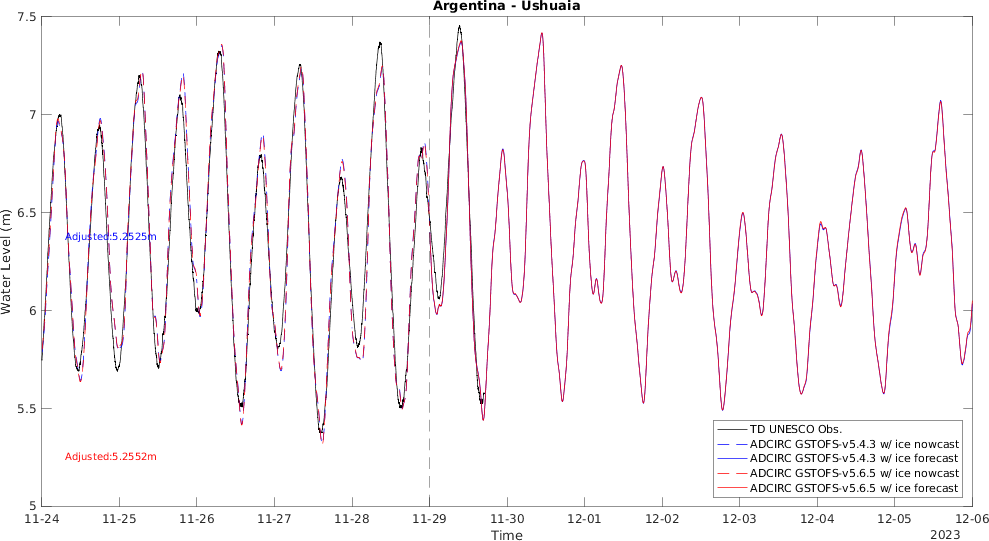 Argentina - Ushuaia
7.5
7
6.5
6
5.5
5
Water Level (m)
Adjusted:5.2525m
Adjusted:5.2552m
TD UNESCO Obs.
ADCIRC GSTOFS-v5.4.3 w/ ice nowcast
ADCIRC GSTOFS-v5.4.3 w/ ice forecast
ADCIRC GSTOFS-v5.6.5 w/ ice nowcast
ADCIRC GSTOFS-v5.6.5 w/ ice forecast
11-24 11-25 11-26 11-27 11-28 11-29 11-30 12-01 12-02 12-03 12-04 12-05 12-06
Time
2023